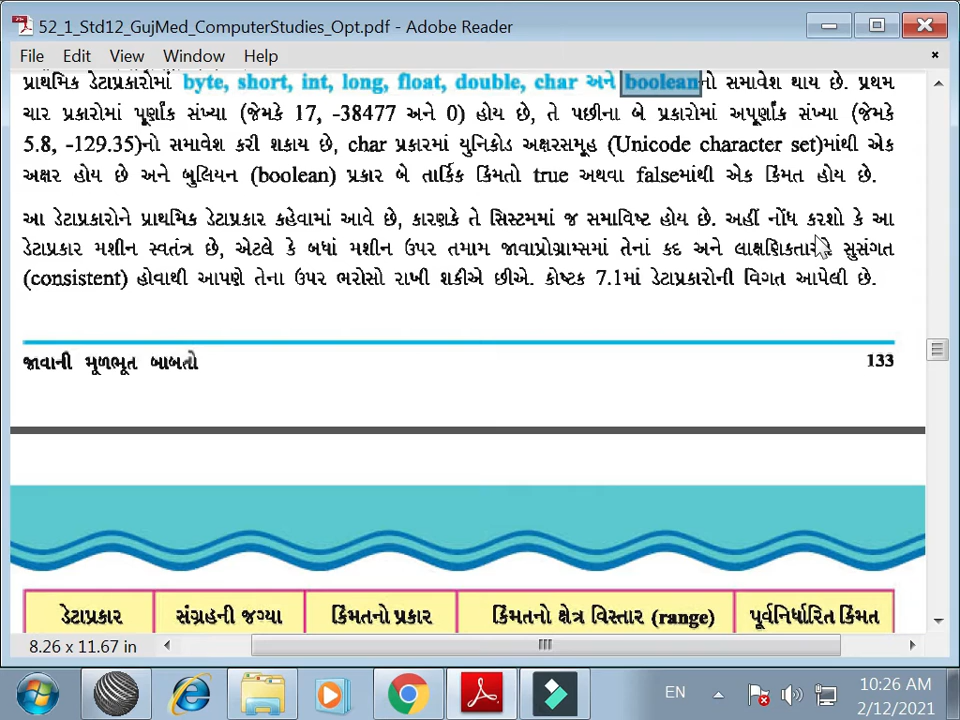 52_1_Std12_GujMed_ComputerStudies_Opt.pdf - Adobe Reader
File Edit View Window Help
પ્રાથમિક ડેટાપ્રકારોમાં byte, short, int, long, float, double, char અને booleanનો સમાવેશ થાય છે. પ્રથમ
ચાર પ્રકારોમાં પૂર્ણાંક સંખ્યા (જેમકે 17, -38477 અને 0) હોય છે, તે પછીના બે પ્રકારોમાં અપૂર્ણાંક સંખ્યા (જેમકે
5.8, -129.35)નો સમાવેશ કરી શકાય છે, char પ્રકારમાં યુનિકોડ અક્ષરસમૂહ (Unicode character set)માંથી એક
અક્ષર હોય છે અને બુલિયન (boolean) પ્રકાર બે તાર્કિક કિંમતો true અથવા falseમાંથી એક કિંમત હોય છે.
આ ડેટાપ્રકારોને પ્રાથમિક ડેટાપ્રકાર કહેવામાં આવે છે, કારણકે તે સિસ્ટમમાં જ સમાવિષ્ટ હોય છે. અહીં નોંધ કરશો કે આ
ડેટાપ્રકાર મશીન સ્વતંત્ર છે, એટલે કે બધાં મશીન ઉપર તમામ જાવાપ્રોગ્રામ્સમાં તેનાં કદ અને સુસંગત
(consistent) હોવાથી આપણે તેના ઉપર ભરોસો રાખી શકીએ છીએ. કોષ્ટક 7.1માં ડેટાપ્રકારોની વિગત આપેલી છે.
જાવાની મૂળભૂત બાબતો 133
ડેટાપ્રકાર સંગ્રહની જગ્યા કિંમતનો પ્રકાર કિંમતનો ક્ષેત્ર વિસ્તાર (range) પૂર્વનિર્ધારિત કિંમત
8.26 x 11.67 in
EN 10:26 AM
2/12/2021